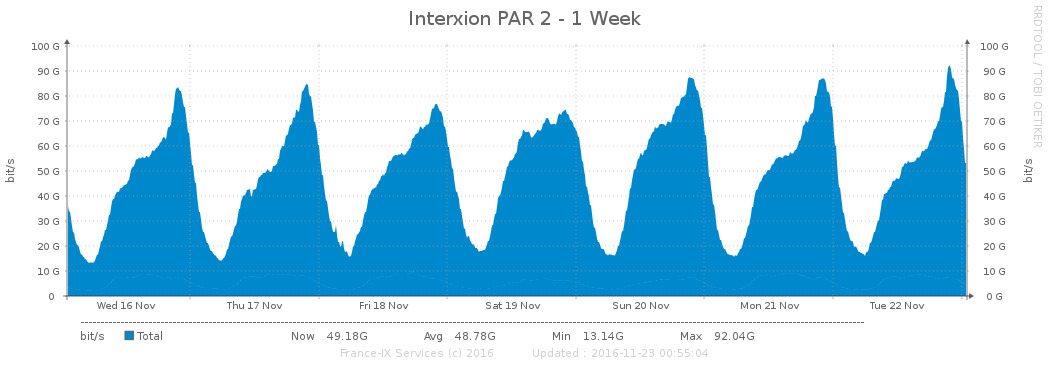 Interxion PAR 2 - 1 Week
RRDTOOL / TOBI OETIKER
100 G 100 G
90 G 90 G
80 G 80 G
70 G 70 G
60 G 60 G
50 G 50 G
40 G 40 G
30 G 30 G
20 G 20 G
10 G 10 G
0 0 G
bit/s
bit/s
Wed 16 Nov Thu 17 Nov Fri 18 Nov Sat 19 Nov Sun 20 Nov Mon 21 Nov Tue 22 Nov
bit/s Total Now 49.18G Avg 48.78G Min 13.14G Max 92.04G
France-IX Services (c) 2016 Updated : 2016-11-23 00:55:04